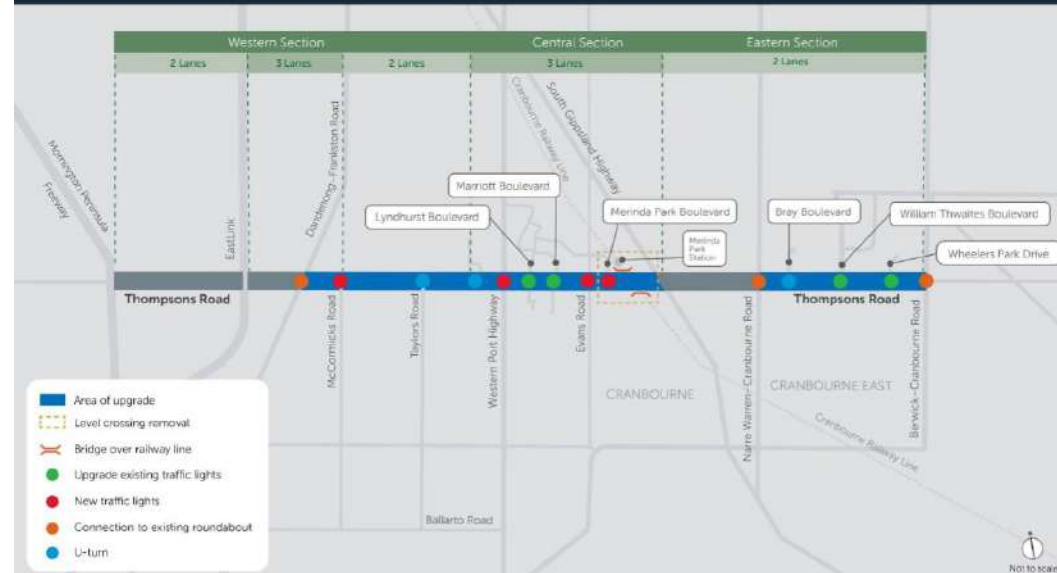 Western Section
Central Section
Eastern Section
2 Lanes
3 Lanes
2 Lanes
3 Lanes
2 Lanes
Mornington Peninsula
Freeway
EastLink
Dandenong-Frankston Road
Cranbourne Railway Line
South Gippsland Highway
Marriott Boulevard
Lyndhurst Boulevard
Merinda Park Boulevard
Merinda
Park
Station
Bray Boulevard
William Thwaites Boulevard
Wheelers Park Drive
Thompsons Road
Thompsons Road
McCormicks Road
Taylors Road
Western Port Highway
Evans Road
Narre Warren-Cranbourne Road
Berwick-Cranbourne Road
CRANBOURNE
CRANBOURNE EAST
Cranbourne Railway Line
Ballarto Road
Area of upgrade
Level crossing removal
Bridge over railway line
Upgrade existing traffic lights
New traffic lights
Connection to existing roundabout
U-turn
Not to scale